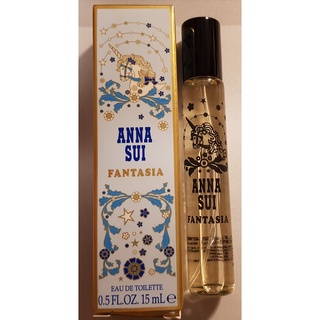 ANNA
SUI
FANTASIA
EAU DE TOILETTE
0.5 FL.OZ. 15 mL e
ANNA
SUI
FANTASIA